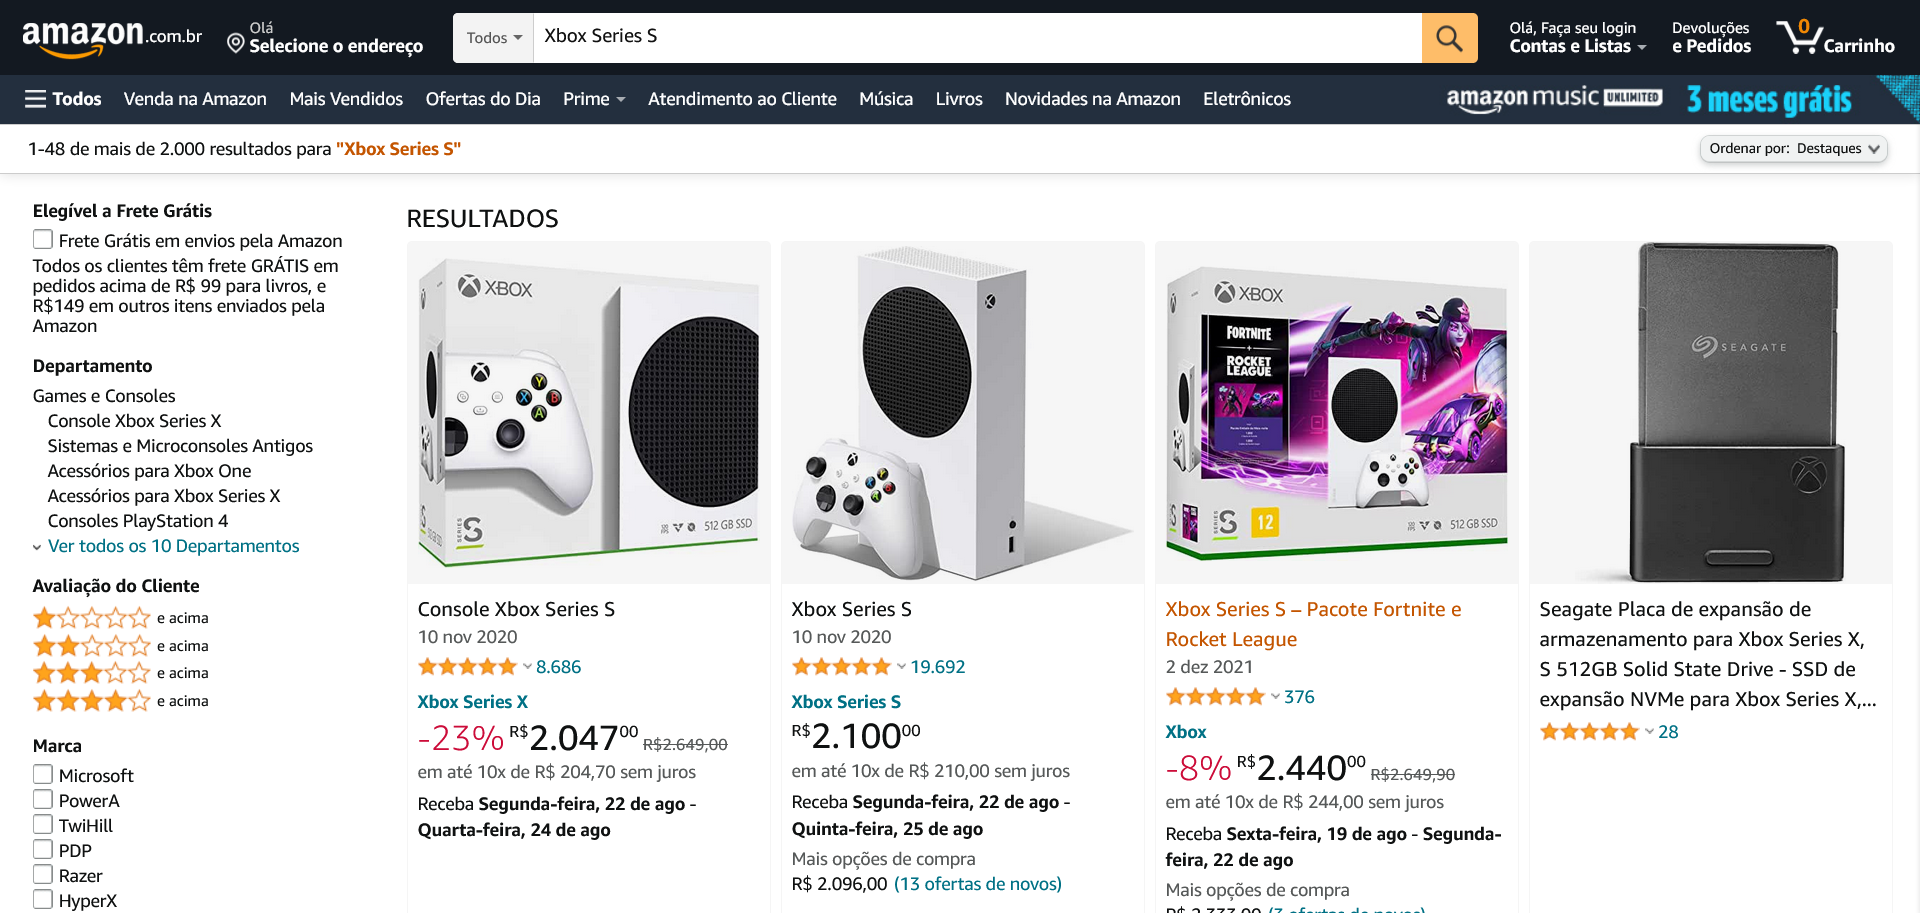 amazon.com.br
Olá
Selecione o endereço
Todos
Xbox Series S
Olá, Faça seu login
Contas e Listas
Devoluções
e Pedidos
0
Carrinho
Todos
Venda na Amazon
Mais Vendidos
Ofertas do Dia
Prime
Atendimento ao Cliente
Música
Livros
Novidades na Amazon
Eletrônicos
amazon music UNLIMITED
3 meses grátis
1-48 de mais de 2.000 resultados para "Xbox Series S"
Ordenar por: Destaques
Elegível a Frete Grátis
Frete Grátis em envios pela Amazon
Todos os clientes têm frete GRÁTIS em
pedidos acima de R$ 99 para livros, e
R$149 em outros itens enviados pela
Amazon
Departamento
Games e Consoles
Console Xbox Series X
Sistemas e Microconsoles Antigos
Acessórios para Xbox One
Acessórios para Xbox Series X
Consoles PlayStation 4
Ver todos os 10 Departamentos
Avaliação do Cliente
e acima
e acima
e acima
e acima
Marca
Microsoft
PowerA
TwiHill
PDP
Razer
HyperX
RESULTADOS
XBOX
Y
X
B
A
SERIES
S
512 GB SSD
Console Xbox Series S
10 nov 2020
8.686
Xbox Series X
-23% R$2.04700 R$2.649,00
em até 10x de R$ 204,70 sem juros
Receba Segunda-feira, 22 de ago -
Quarta-feira, 24 de ago
Xbox Series S
10 nov 2020
19.692
Xbox Series S
R$2.10000
em até 10x de R$ 210,00 sem juros
Receba Segunda-feira, 22 de ago -
Quinta-feira, 25 de ago
Mais opções de compra
R$ 2.096,00 (13 ofertas de novos)
XBOX
FORTNITE
+
ROCKET
LEAGUE
SERIES
S
12
512 GB SSD
Xbox Series S – Pacote Fortnite e
Rocket League
2 dez 2021
376
Xbox
-8% R$2.44000 R$2.649,90
em até 10x de R$ 244,00 sem juros
Receba Sexta-feira, 19 de ago - Segunda-
feira, 22 de ago
Mais opções de compra
SEAGATE
Seagate Placa de expansão de
armazenamento para Xbox Series X,
S 512GB Solid State Drive - SSD de
expansão NVMe para Xbox Series X,...
28